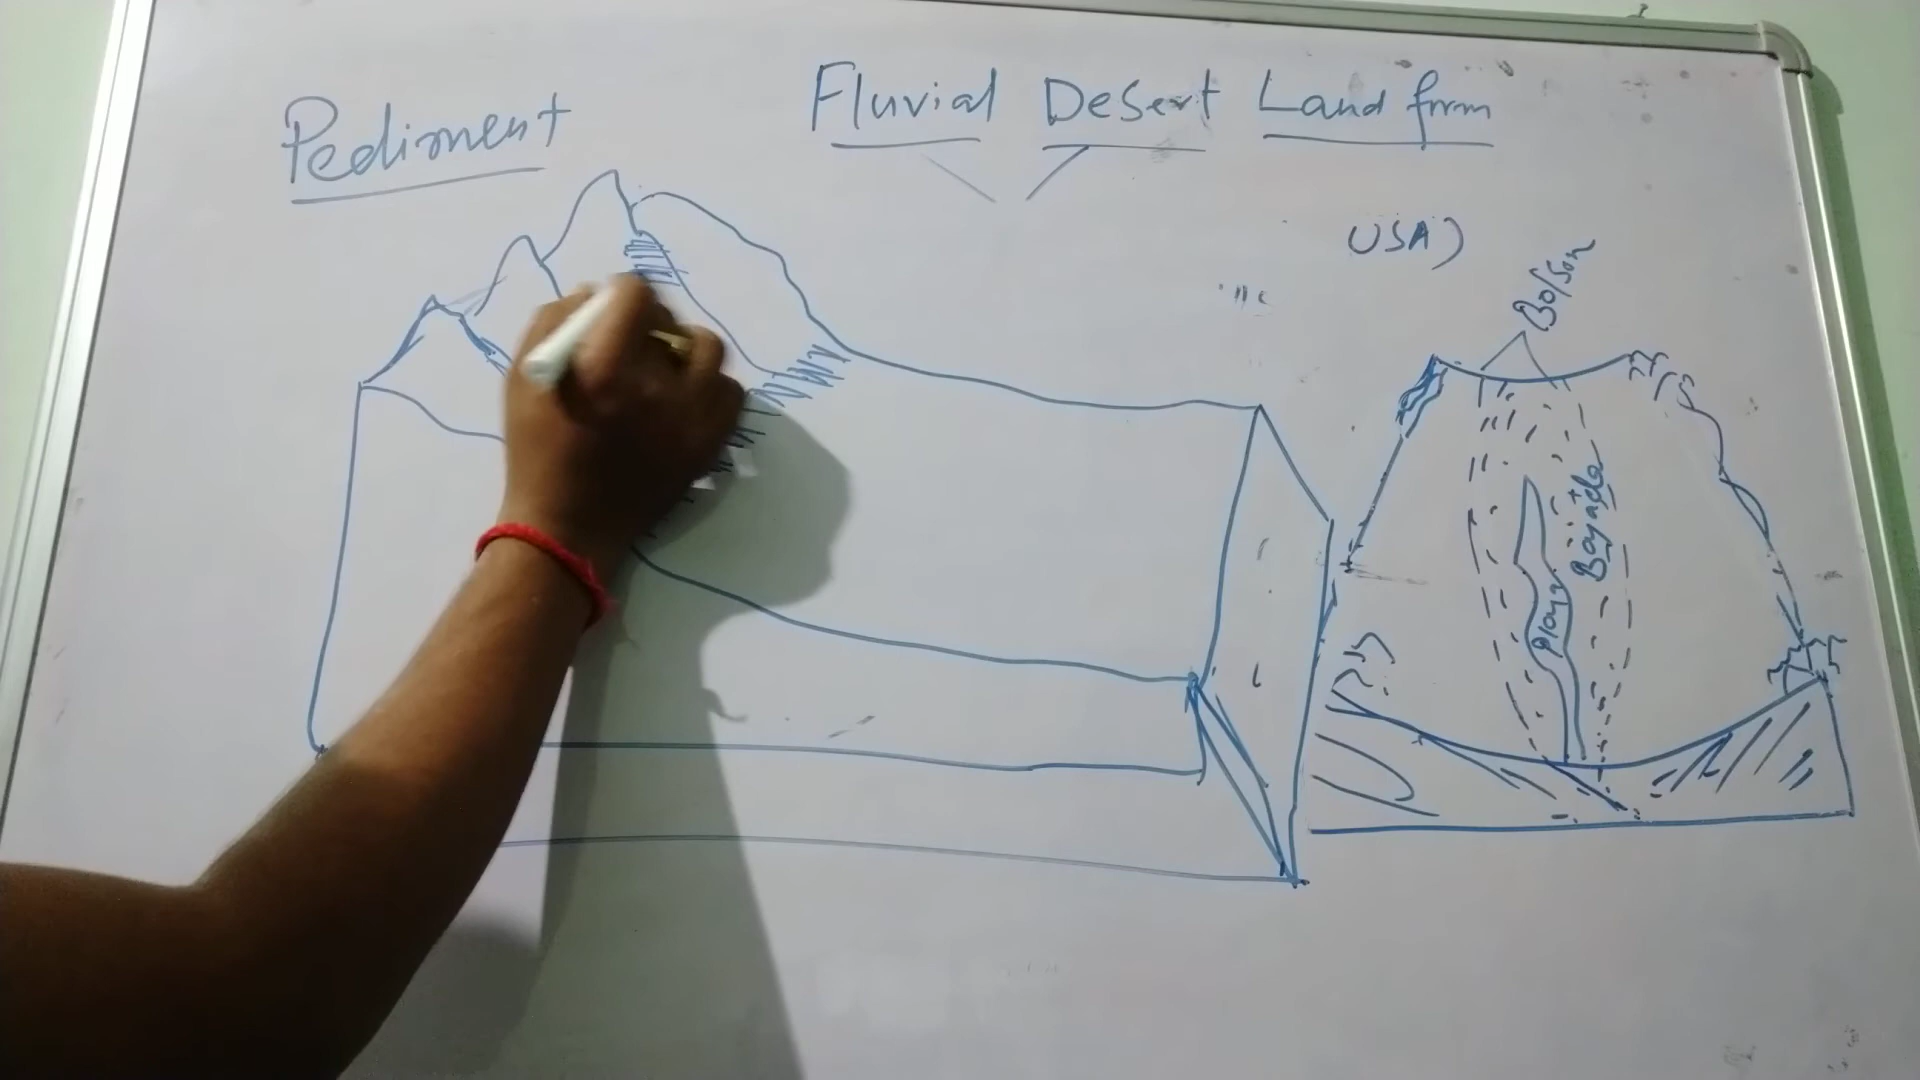 Fluvial Desert Land form
Pediment
USA)
Bolson
Bajada
Playa